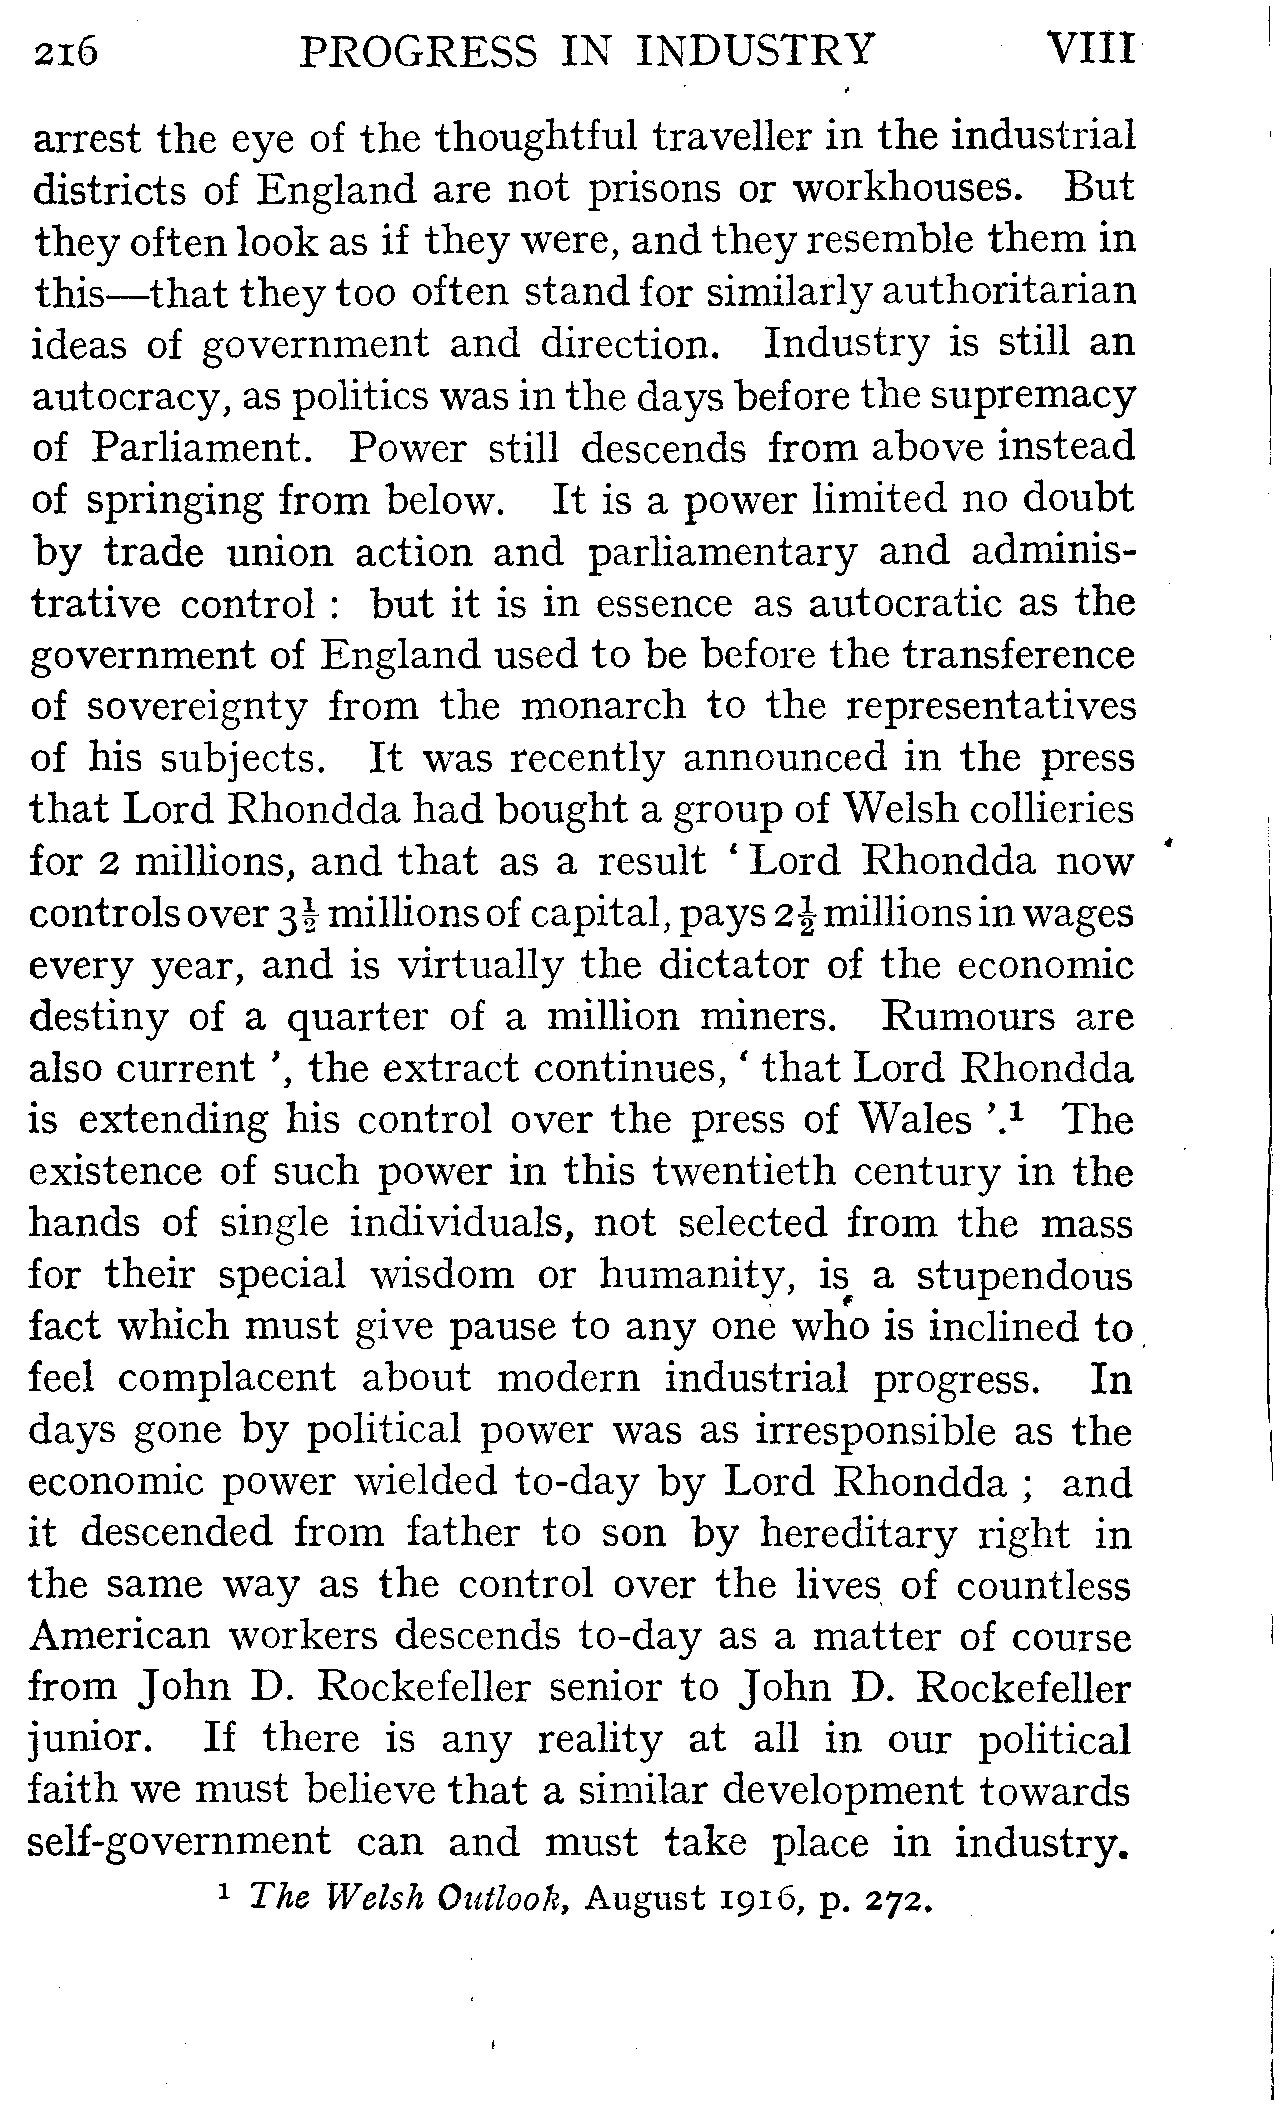 216 PROGRESS IN INDUSTRY VIII
arrest the eye of the thoughtful traveller in the industrial
districts of England are not prisons or workhouses. But
they often look as if they were, and they resemble them in
this—that they too often stand for similarly authoritarian
ideas of government and direction. Industry is still an
autocracy, as politics was in the days before the supremacy
of Parliament. Power still descends from above instead
of springing from below. It is a power limited no doubt
by trade union action and parliamentary and adminis-
trative control : but it is in essence as autocratic as the
government of England used to be before the transference
of sovereignty from the monarch to the representatives
of his subjects. It was recently announced in the press
that Lord Rhondda had bought a group of Welsh collieries
for 2 millions, and that as a result ‘ Lord Rhondda now
controls over 3½ millions of capital, pays 2½ millions in wages
every year, and is virtually the dictator of the economic
destiny of a quarter of a million miners. Rumours are
also current ’, the extract continues, ‘ that Lord Rhondda
is extending his control over the press of Wales ’.¹ The
existence of such power in this twentieth century in the
hands of single individuals, not selected from the mass
for their special wisdom or humanity, is a stupendous
fact which must give pause to any one who is inclined to
feel complacent about modern industrial progress. In
days gone by political power was as irresponsible as the
economic power wielded to-day by Lord Rhondda ; and
it descended from father to son by hereditary right in
the same way as the control over the lives of countless
American workers descends to-day as a matter of course
from John D. Rockefeller senior to John D. Rockefeller
junior. If there is any reality at all in our political
faith we must believe that a similar development towards
self-government can and must take place in industry.
¹ The Welsh Outlook, August 1916, p. 272.